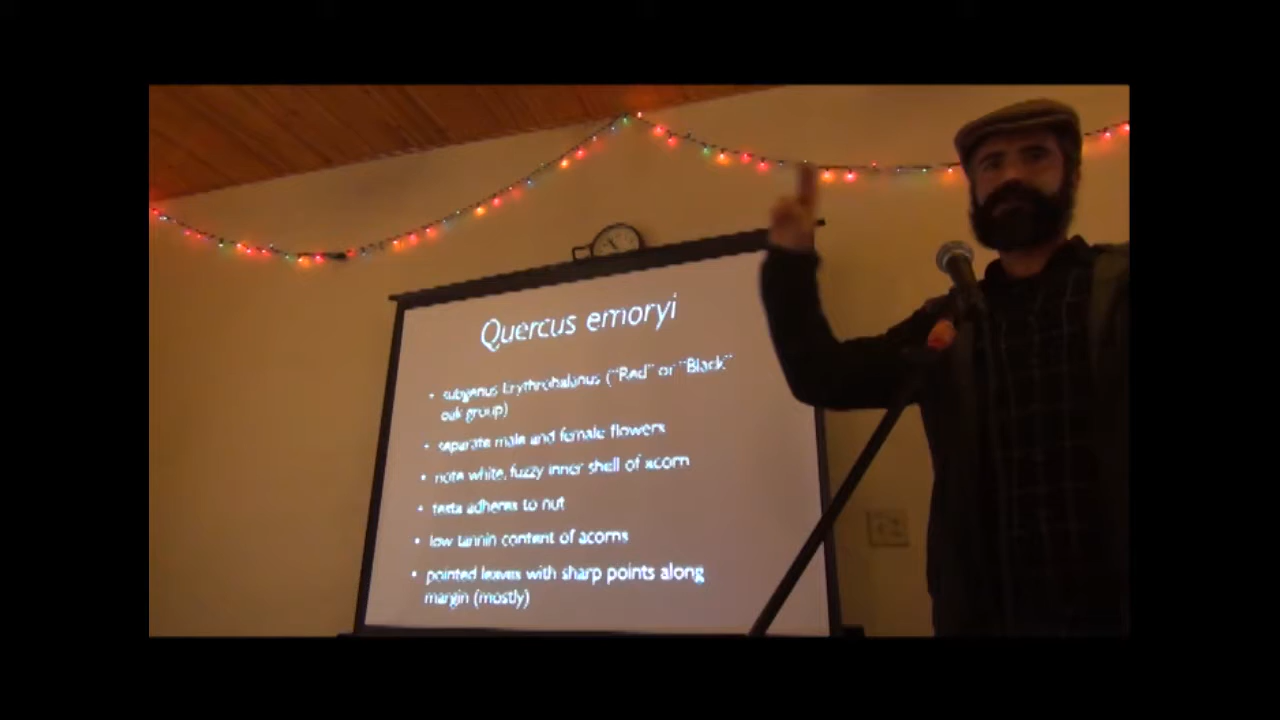 Quercus emoryi
• subgenus Erythrobalanus ("Red" or "Black"
oak group)
• separate male and female flowers
• note white, fuzzy inner shell of acorn
• testa adheres to nut
• low tannin content of acorns
• pointed leaves with sharp points along
margin (mostly)